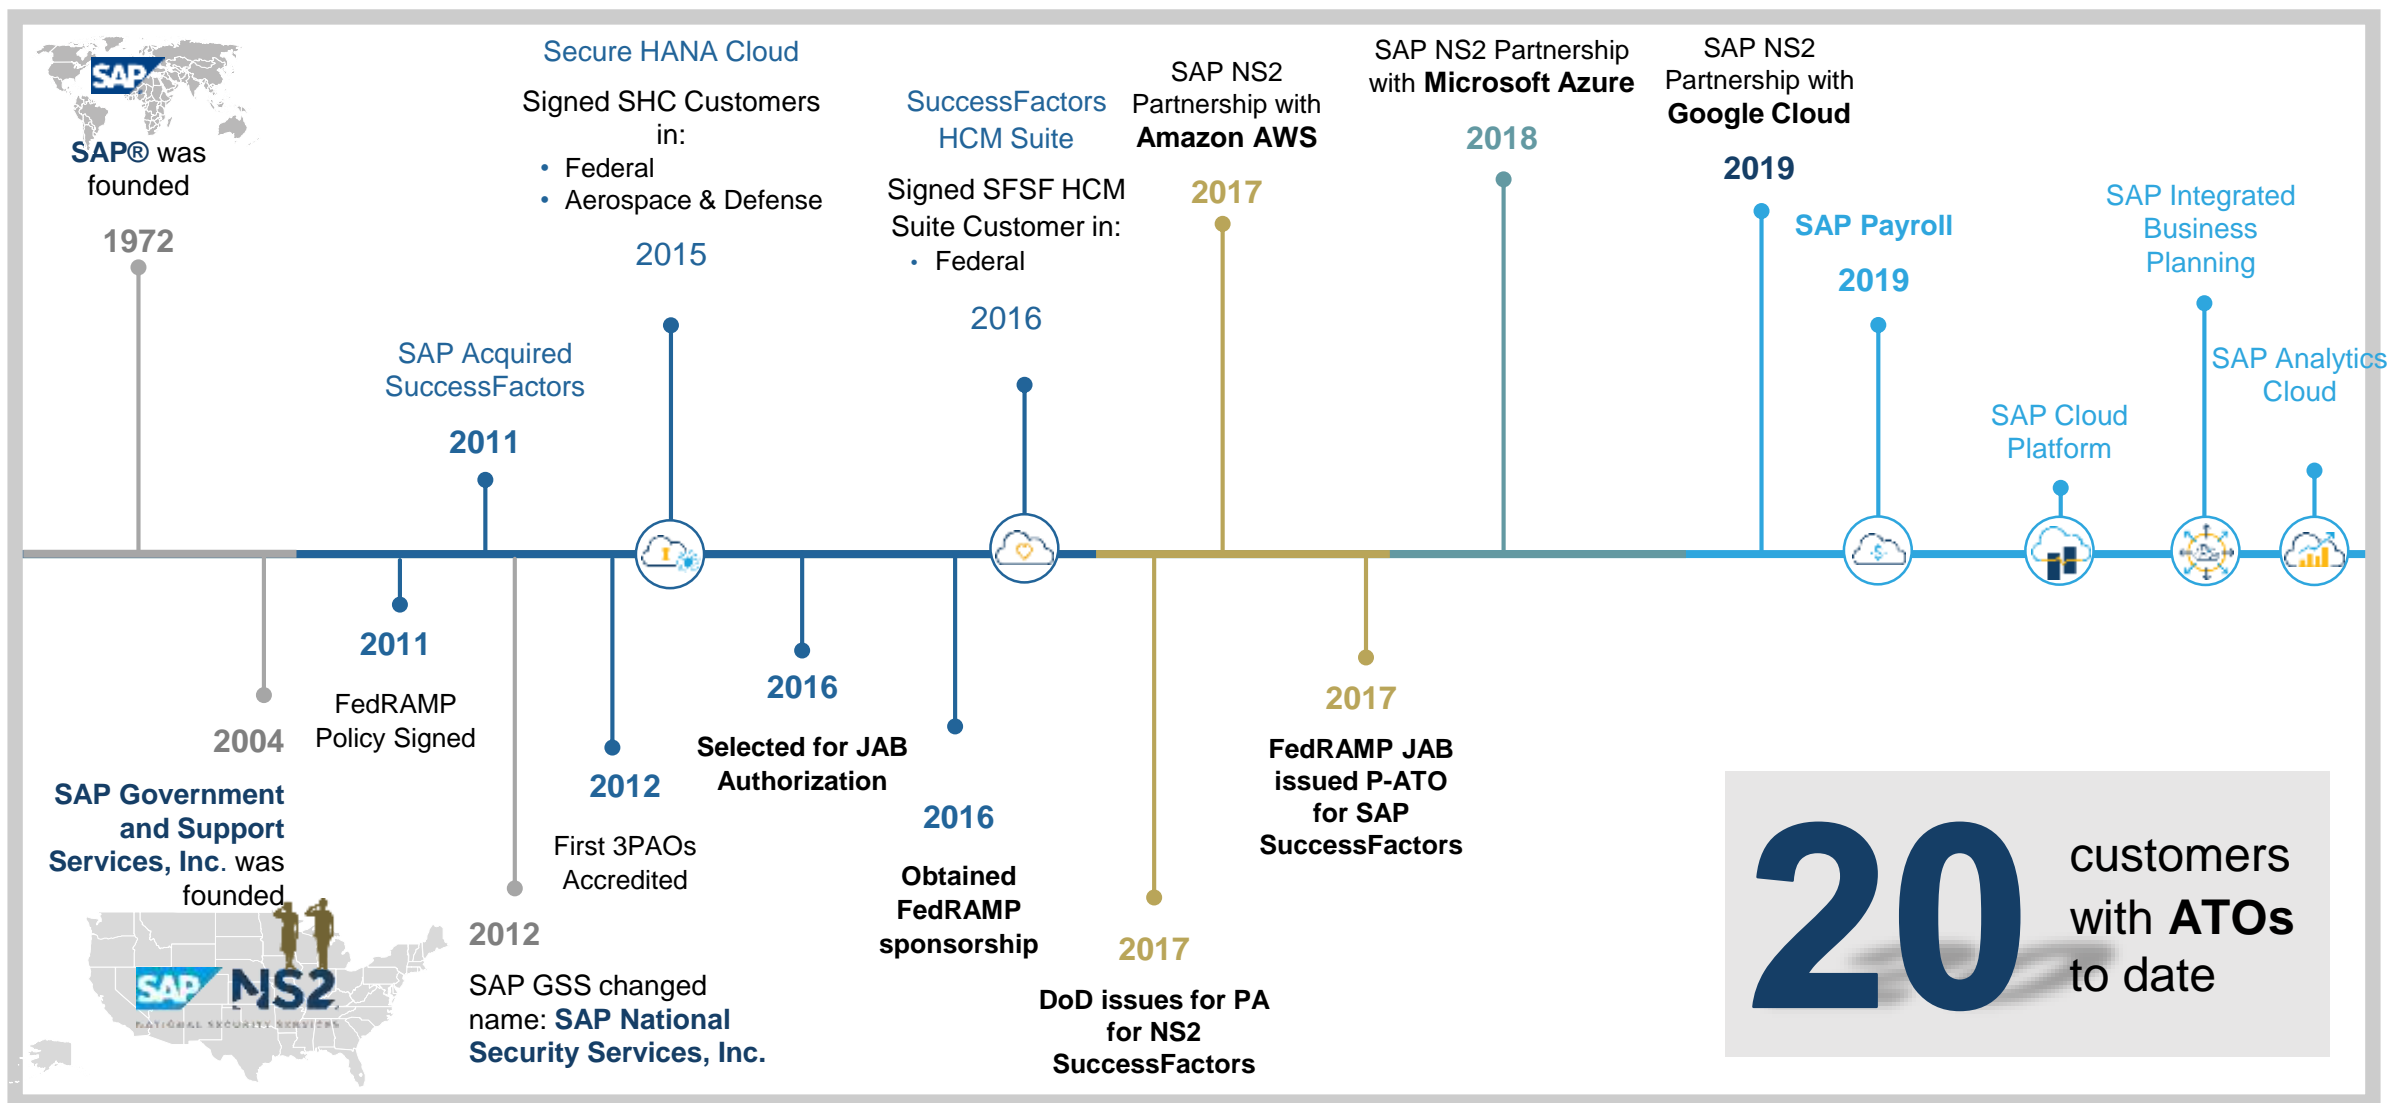 SAP
SAP® was
founded
1972
Secure HANA Cloud
Signed SHC Customers
in:
• Federal
• Aerospace & Defense
2015
SAP Acquired
SuccessFactors
2011
SuccessFactors
HCM Suite
Signed SFSF HCM
Suite Customer in:
• Federal
2016
SAP NS2
Partnership with
Amazon AWS
2017
SAP NS2 Partnership
with Microsoft Azure
2018
SAP NS2
Partnership with
Google Cloud
2019
SAP Payroll
2019
SAP Cloud
Platform
SAP Integrated
Business
Planning
SAP Analytics
Cloud
2004
SAP Government
and Support
Services, Inc. was
founded
SAP NS2
NATIONAL SECURITY SERVICES
2011
FedRAMP
Policy Signed
2012
SAP GSS changed
name: SAP National
Security Services, Inc.
2012
First 3PAOs
Accredited
2016
Selected for JAB
Authorization
2016
Obtained
FedRAMP
sponsorship
2017
DoD issues for PA
for NS2
SuccessFactors
2017
FedRAMP JAB
issued P-ATO
for SAP
SuccessFactors
20
customers
with ATOs
to date